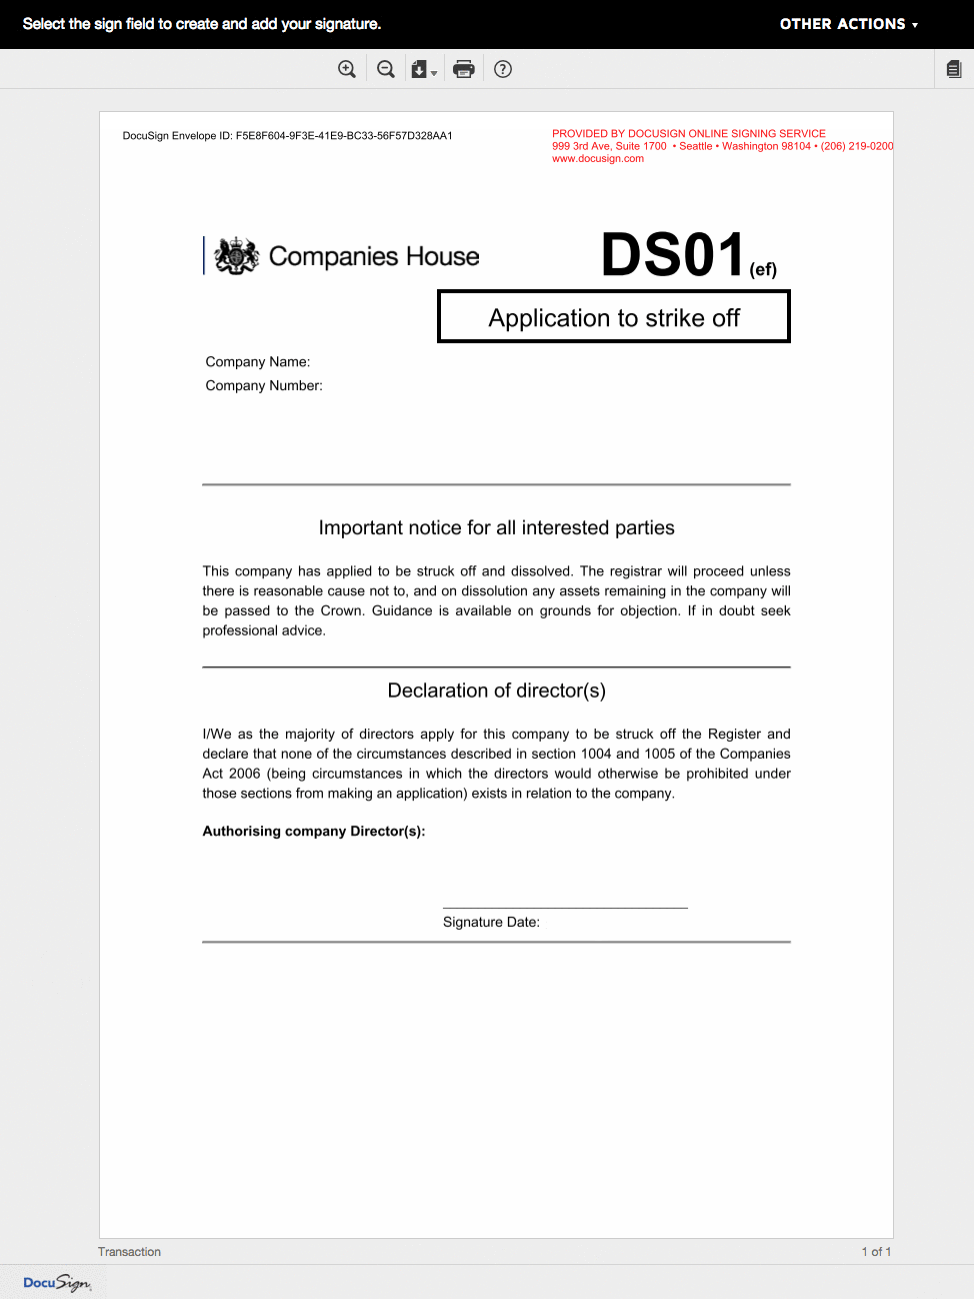 Select the sign field to create and add your signature.
OTHER ACTIONS
DocuSign Envelope ID: F5E8F604-9F3E-41E9-BC33-56F57D328AA1
PROVIDED BY DOCUSIGN ONLINE SIGNING SERVICE
999 3rd Ave, Suite 1700 • Seattle • Washington 98104 • (206) 219-0200
www.docusign.com
Companies House
DS01(ef)
Application to strike off
Company Name:
Company Number:
Important notice for all interested parties
This company has applied to be struck off and dissolved. The registrar will proceed unless
there is reasonable cause not to, and on dissolution any assets remaining in the company will
be passed to the Crown. Guidance is available on grounds for objection. If in doubt seek
professional advice.
Declaration of director(s)
I/We as the majority of directors apply for this company to be struck off the Register and
declare that none of the circumstances described in section 1004 and 1005 of the Companies
Act 2006 (being circumstances in which the directors would otherwise be prohibited under
those sections from making an application) exists in relation to the company.
Authorising company Director(s):
Signature Date:
Transaction
1 of 1
DocuSign